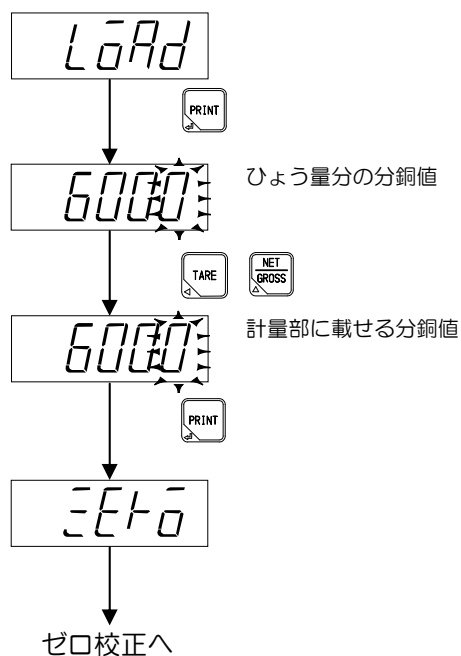 LoAd
PRINT
6000
ひょう量分の分銅値
TARE
NET
GROSS
6000
計量部に載せる分銅値
PRINT
ZEro
ゼロ校正へ